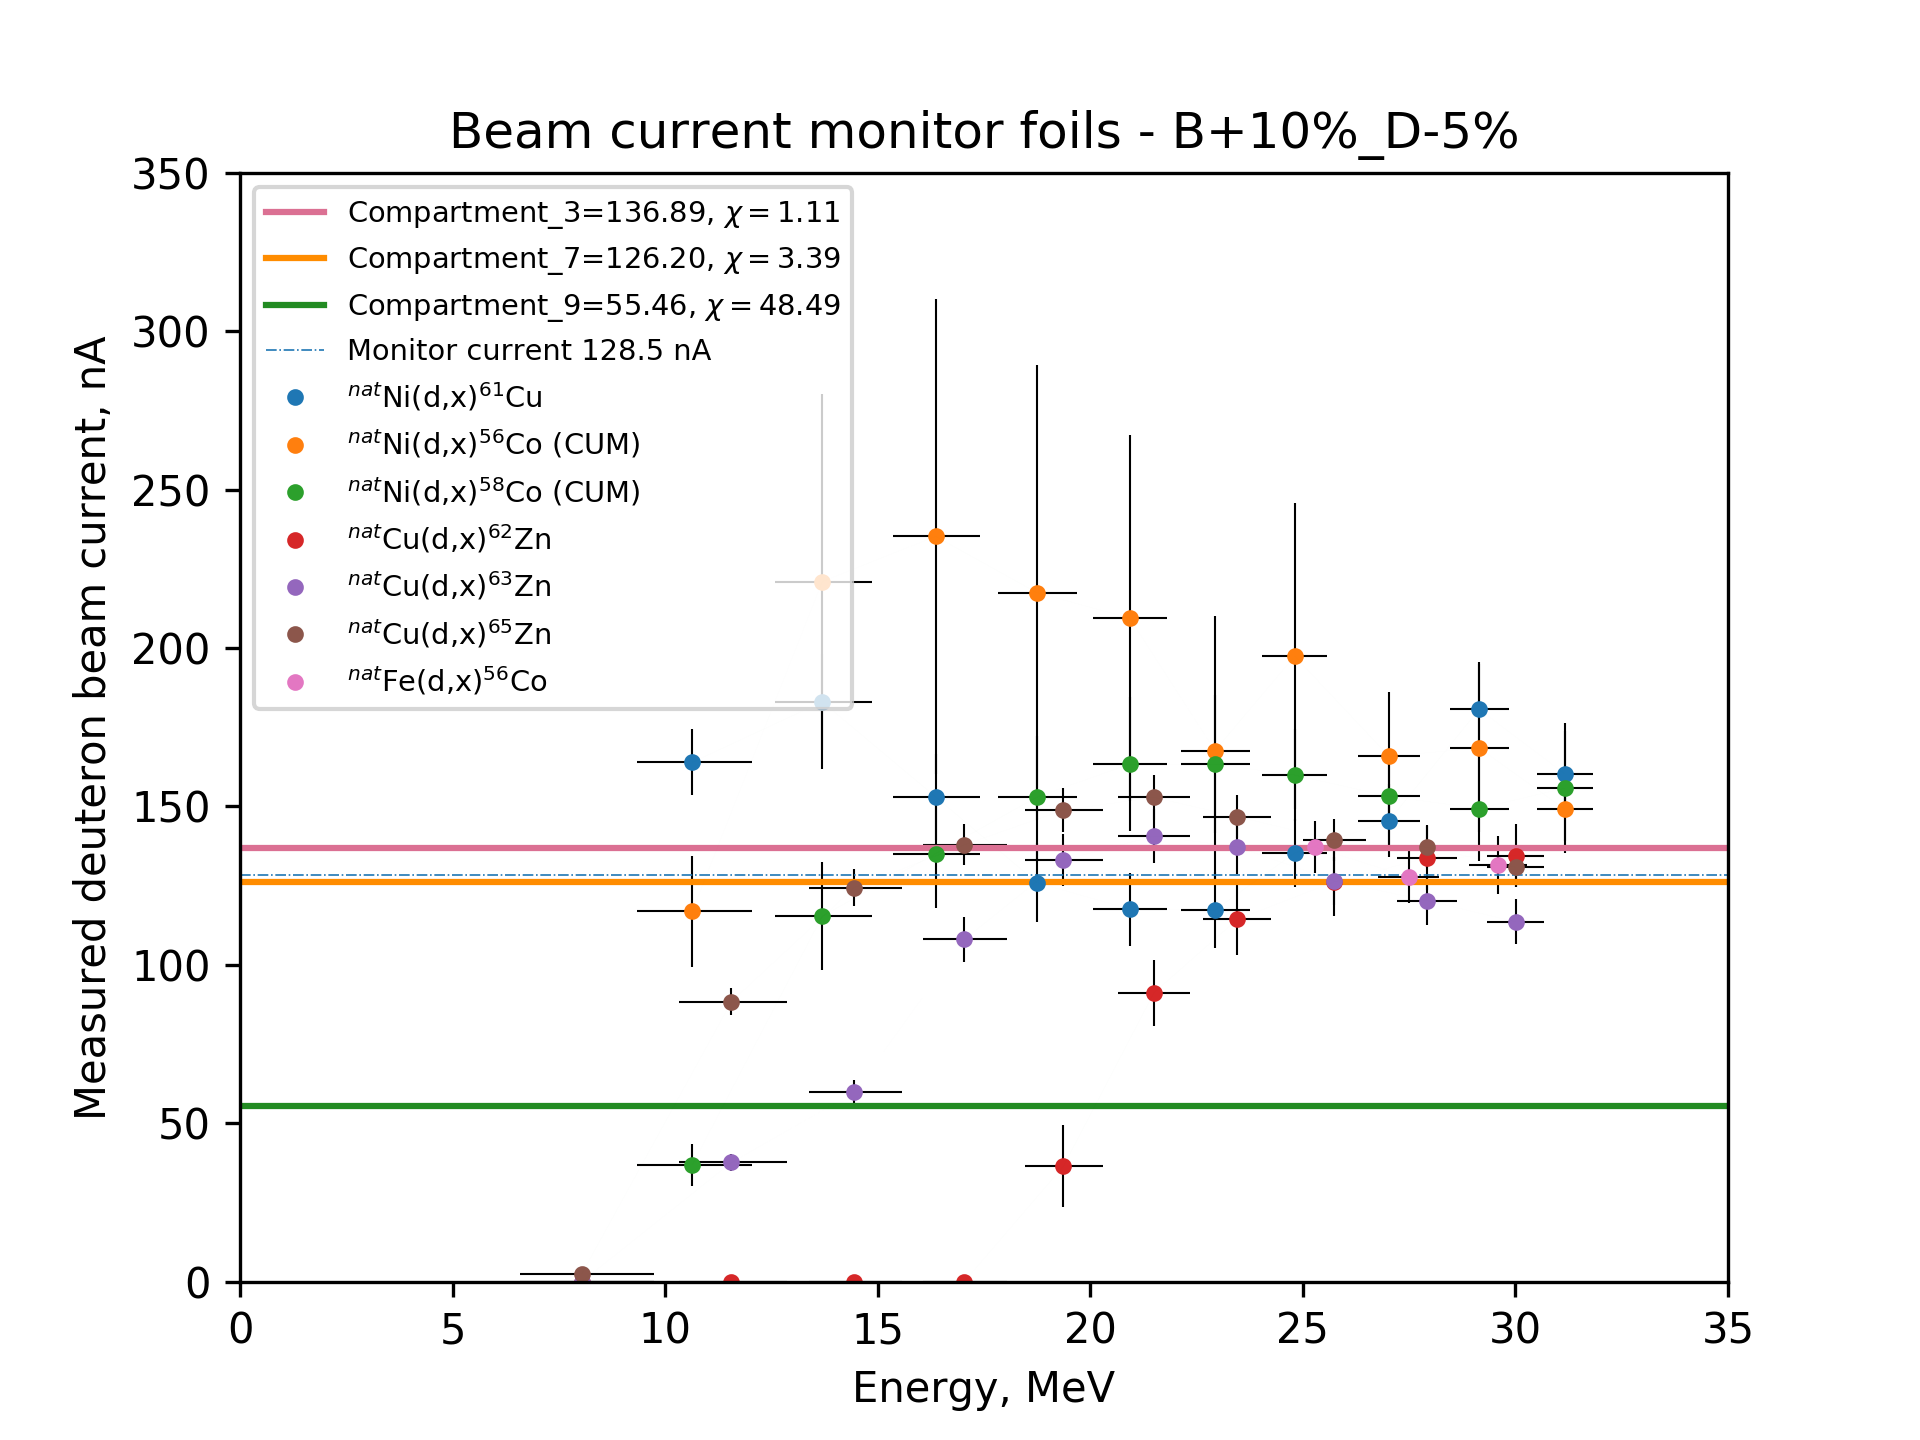 Beam current monitor foils - B+10%_D-5%
Measured deuteron beam current, nA
350
300
250
200
150
100
50
0
Compartment_3=136.89, χ = 1.11
Compartment_7=126.20, χ = 3.39
Compartment_9=55.46, χ = 48.49
Monitor current 128.5 nA
natNi(d,x)61Cu
natNi(d,x)56Co (CUM)
natNi(d,x)58Co (CUM)
natCu(d,x)62Zn
natCu(d,x)63Zn
natCu(d,x)65Zn
natFe(d,x)56Co
0 5 10 15 20 25 30 35
Energy, MeV